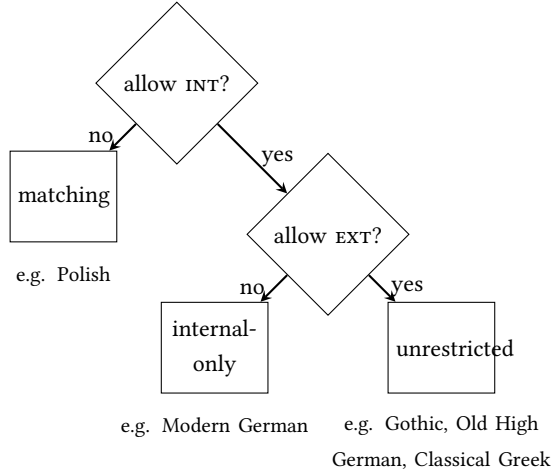 allow INT?
no
yes
matching
allow EXT?
e.g. Polish
no
yes
internal-
only
unrestricted
e.g. Modern German
e.g. Gothic, Old High
German, Classical Greek